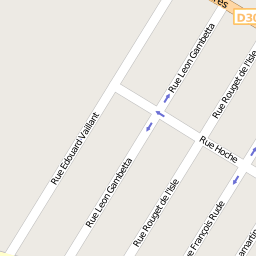 D30
Rue Leon Gambetta
Rue Rouget de l'Isle
Rue Edouard Vaillant
Rue Hoche
Rue Leon Gambetta
Rue Rouget de l'Isle
François Rude